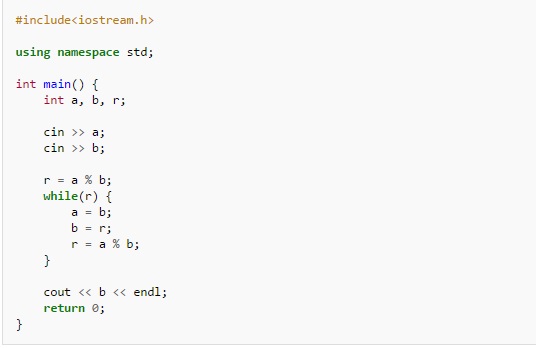 #include<iostream.h>
using namespace std;
int main() {
int a, b, r;
cin >> a;
cin >> b;
r = a % b;
while(r) {
a = b;
b = r;
r = a % b;
}
cout << b << endl;
return 0;
}